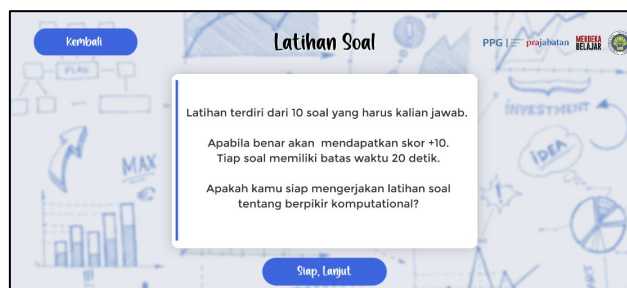 Kembali
Latihan Soal
PPG | prajabatan
MERDEKA
BELAJAR
PLAN
INVESTMENT
Latihan terdiri dari 10 soal yang harus kalian jawab.
Apabila benar akan mendapatkan skor +10.
Tiap soal memiliki batas waktu 20 detik.
Apakah kamu siap mengerjakan latihan soal
tentang berpikir komputational?
IDEA
MAX
Siap, Lanjut